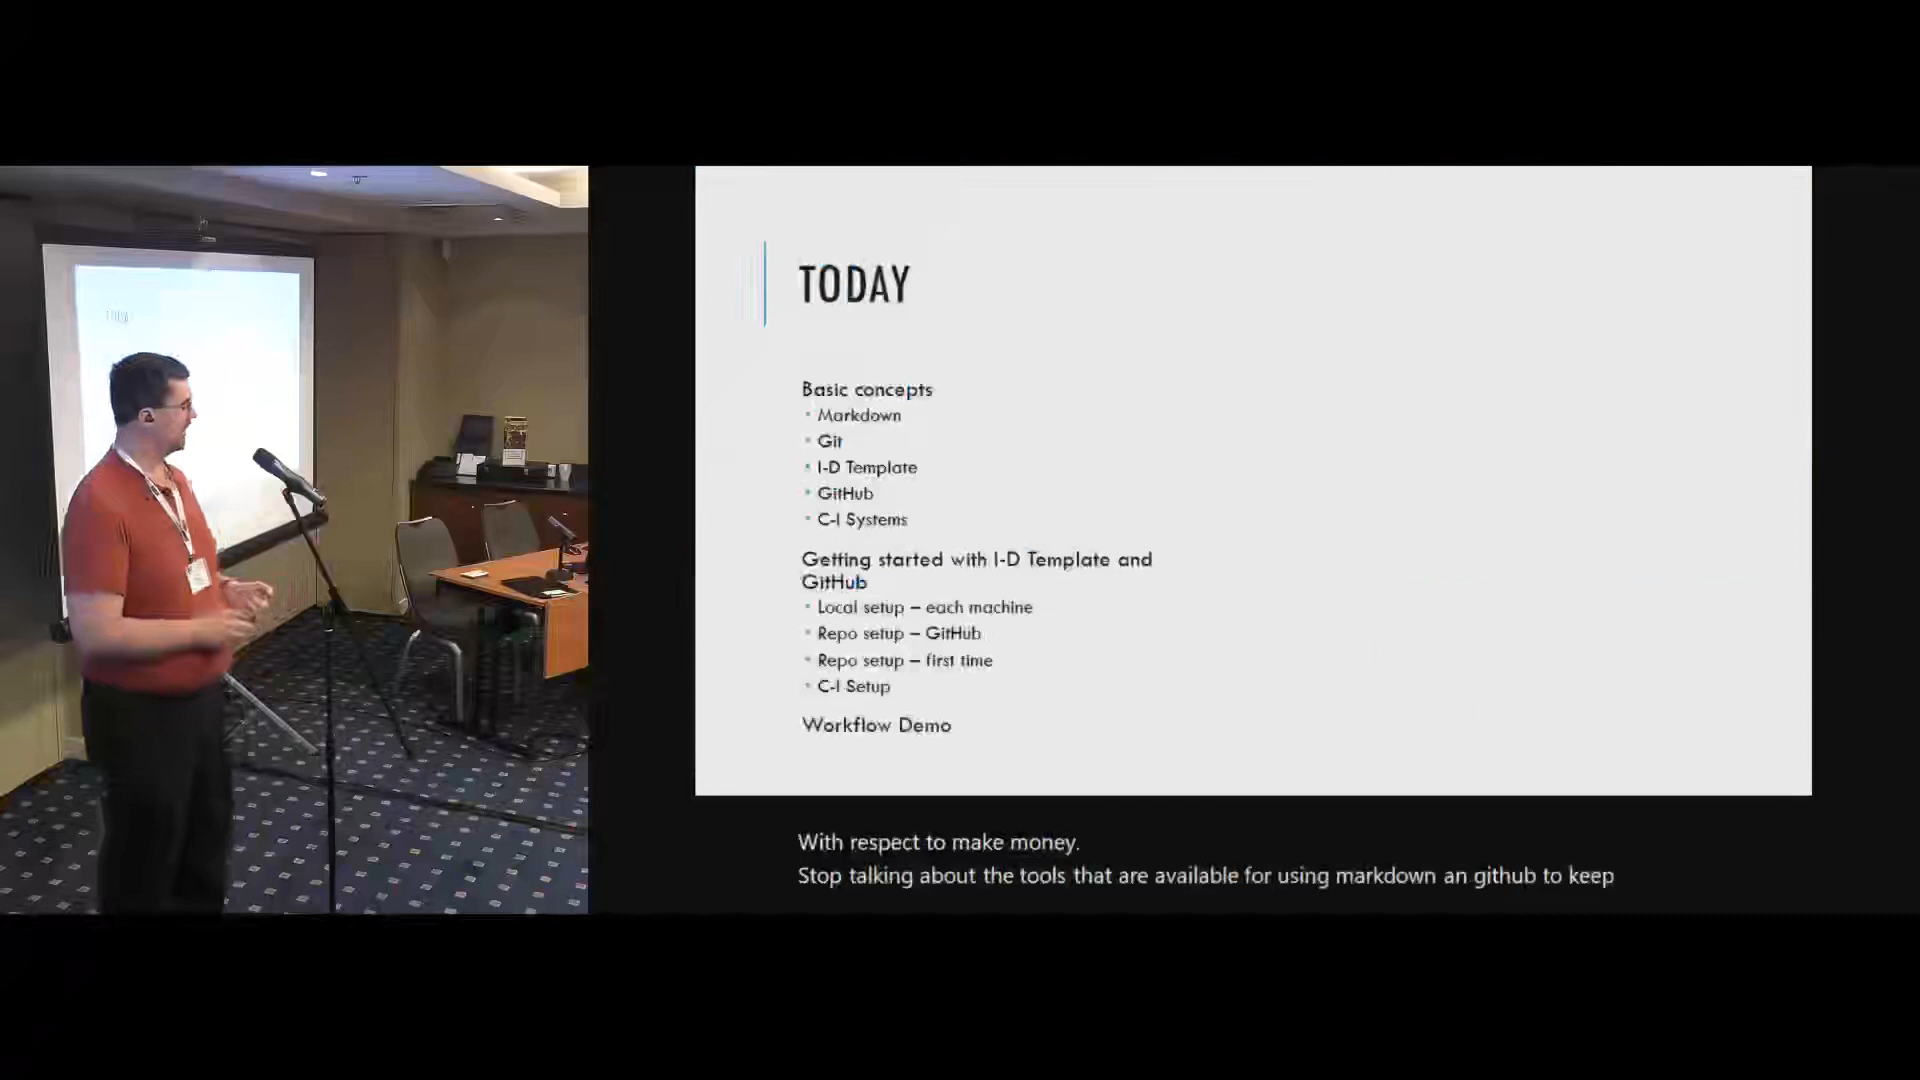 TODAY
Basic concepts
Markdown
Git
I-D Template
GitHub
C-I Systems
Getting started with I-D Template and
GitHub
Local setup – each machine
Repo setup – GitHub
Repo setup – first time
C-I Setup
Workflow Demo
With respect to make money.
Stop talking about the tools that are available for using markdown an github to keep